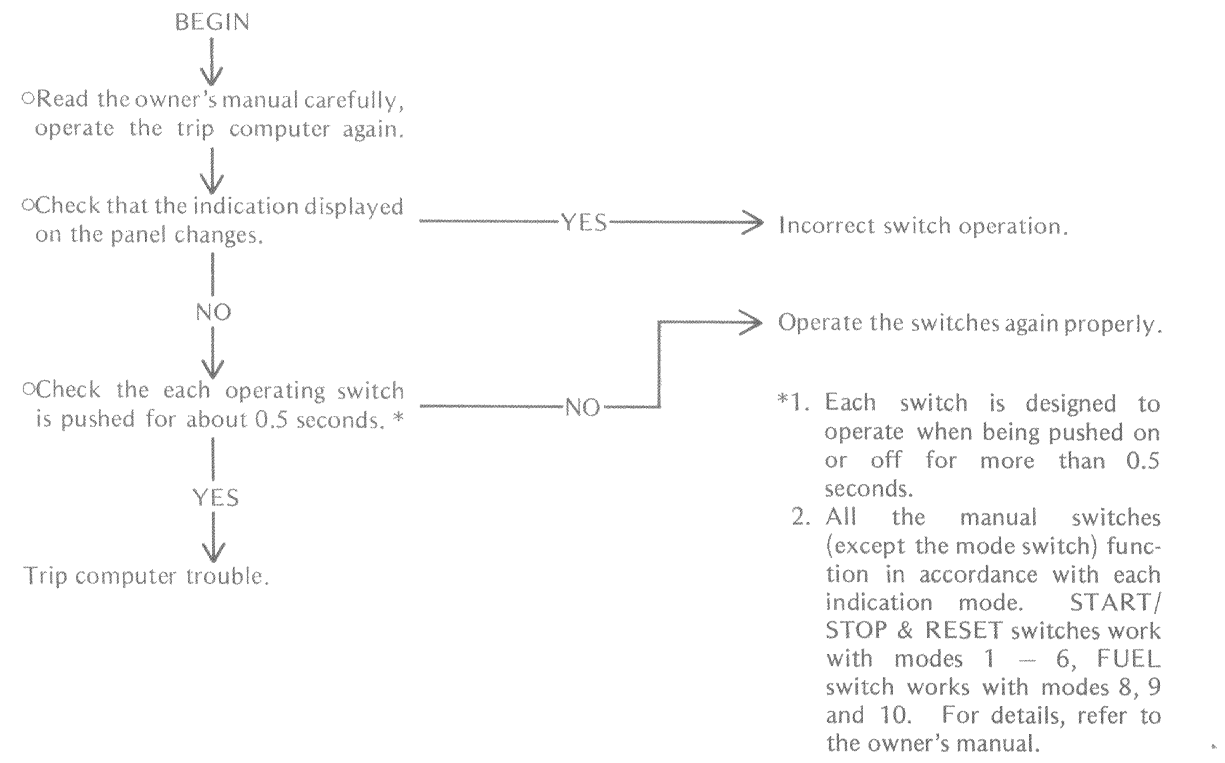 BEGIN
○Read the owner's manual carefully,
operate the trip computer again.
○Check that the indication displayed
on the panel changes.
YES
Incorrect switch operation.
NO
Operate the switches again properly.
○Check the each operating switch
is pushed for about 0.5 seconds. *
NO
YES
Trip computer trouble.
*1. Each switch is designed to
operate when being pushed on
or off for more than 0.5
seconds.
2. All the manual switches
(except the mode switch) func-
tion in accordance with each
indication mode. START/
STOP & RESET switches work
with modes 1 — 6, FUEL
switch works with modes 8, 9
and 10. For details, refer to
the owner's manual.